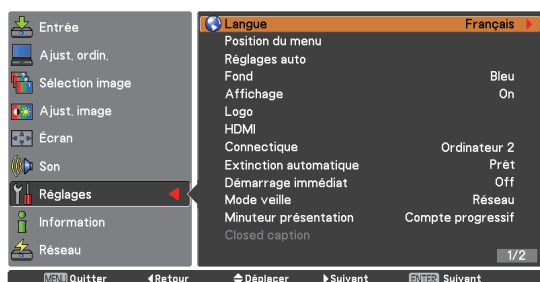 Entrée
Ajust. ordin.
Sélection image
Ajust. image
Écran
Son
Réglages
Information
Réseau
Langue Français
Position du menu
Réglages auto
Fond Bleu
Affichage On
Logo
HDMI
Connectique Ordinateur 2
Extinction automatique Prêt
Démarrage immédiat Off
Mode veille Réseau
Minuteur présentation Compte progressif
Closed caption
1/2
MENU Quitter Retour Déplacer Suivant ENTER Suivant